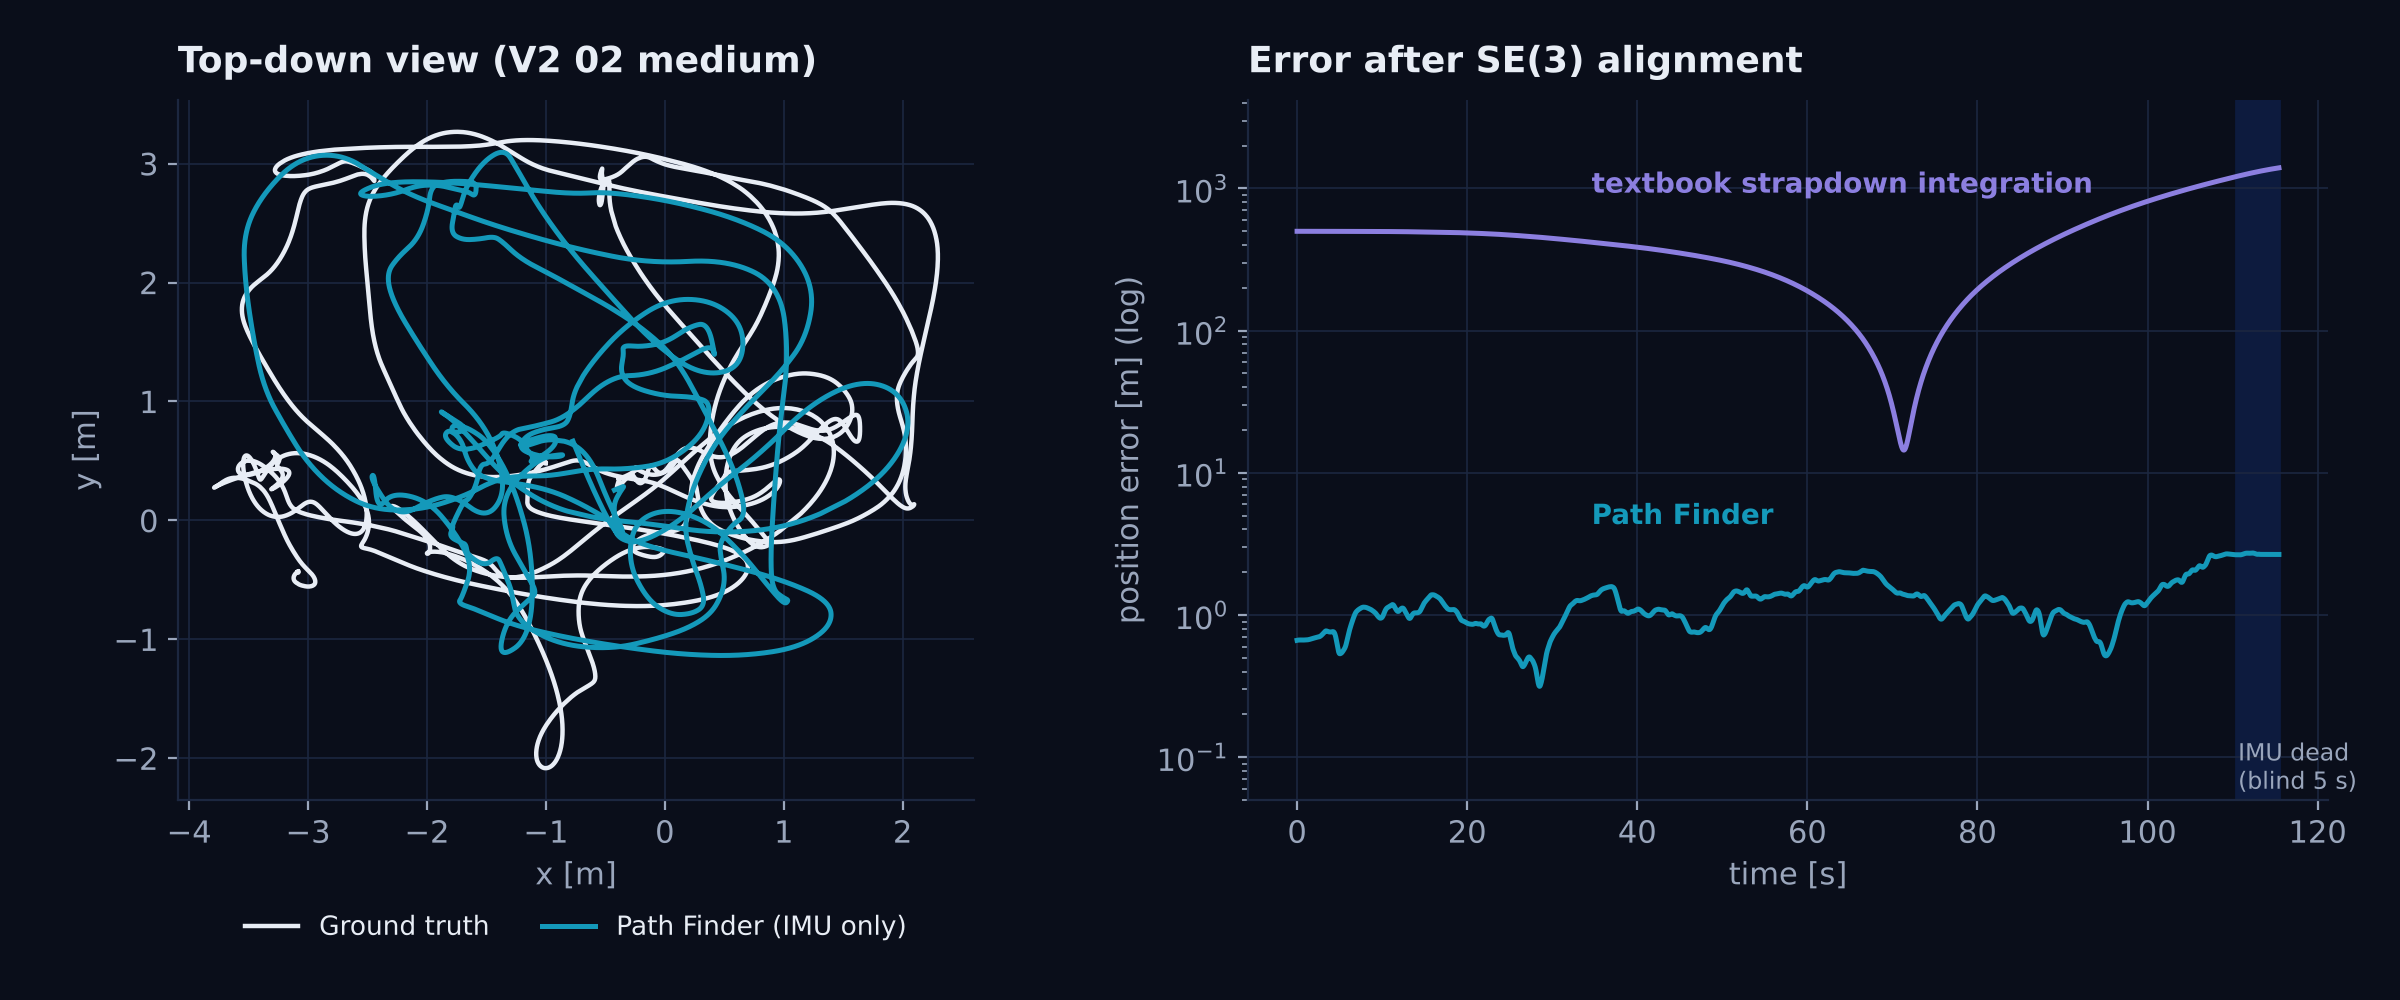 Top-down view (V2 02 medium)
3
2
1
0
−1
−2
y [m]
−4 −3 −2 −1 0 1 2
x [m]
Ground truth Path Finder (IMU only)
Error after SE(3) alignment
10³
10²
10¹
10⁰
10⁻¹
position error [m] (log)
textbook strapdown integration
Path Finder
IMU dead
(blind 5 s)
0 20 40 60 80 100 120
time [s]